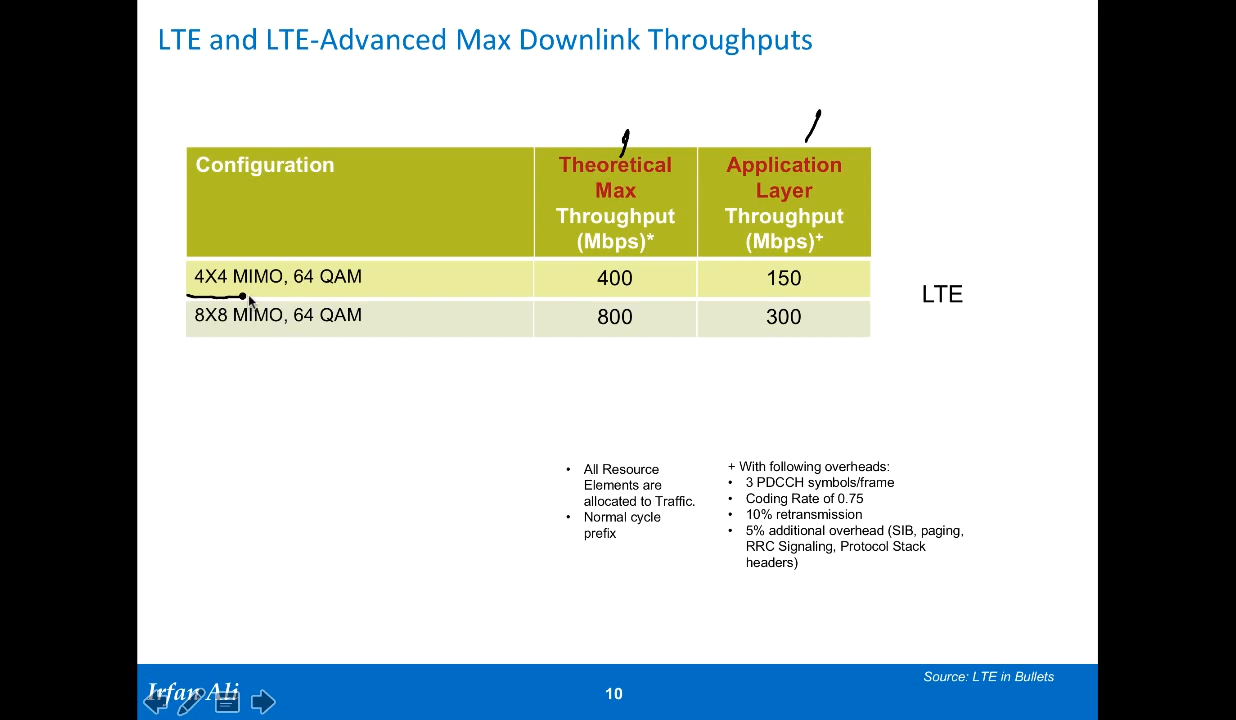 LTE and LTE-Advanced Max Downlink Throughputs
Configuration
Theoretical
Max
Throughput
(Mbps)*
Application
Layer
Throughput
(Mbps)+
4X4 MIMO, 64 QAM 400 150
LTE
8X8 MIMO, 64 QAM 800 300
• All Resource
Elements are
allocated to Traffic.
• Normal cycle
prefix
+ With following overheads:
• 3 PDCCH symbols/frame
• Coding Rate of 0.75
• 10% retransmission
• 5% additional overhead (SIB, paging,
RRC Signaling, Protocol Stack
headers)
Irfan Ali
10
Source: LTE in Bullets